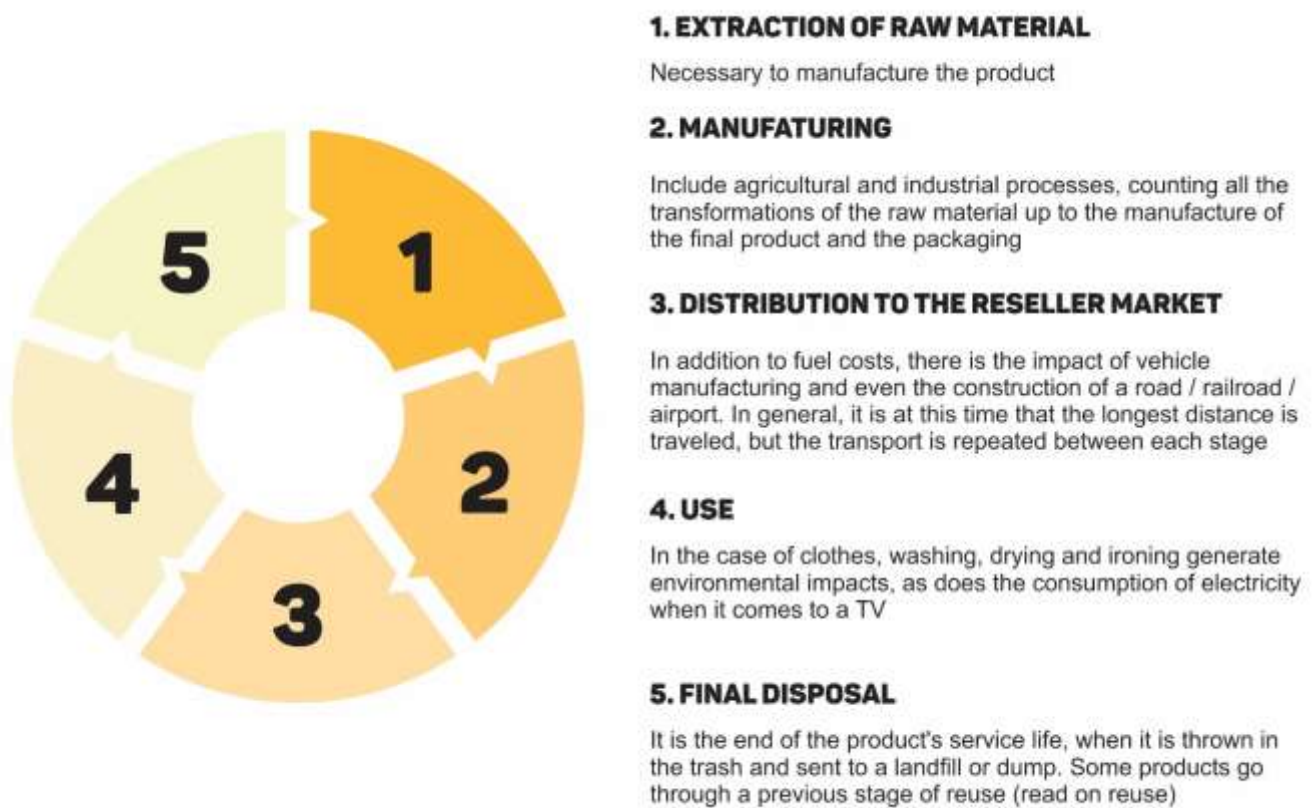 1. EXTRACTION OF RAW MATERIAL
Necessary to manufacture the product
2. MANUFATURING
Include agricultural and industrial processes, counting all the
transformations of the raw material up to the manufacture of
the final product and the packaging
3. DISTRIBUTION TO THE RESELLER MARKET
In addition to fuel costs, there is the impact of vehicle
manufacturing and even the construction of a road / railroad /
airport. In general, it is at this time that the longest distance is
traveled, but the transport is repeated between each stage
4. USE
In the case of clothes, washing, drying and ironing generate
environmental impacts, as does the consumption of electricity
when it comes to a TV
5. FINAL DISPOSAL
It is the end of the product's service life, when it is thrown in
the trash and sent to a landfill or dump. Some products go
through a previous stage of reuse (read on reuse)
1
2
3
4
5